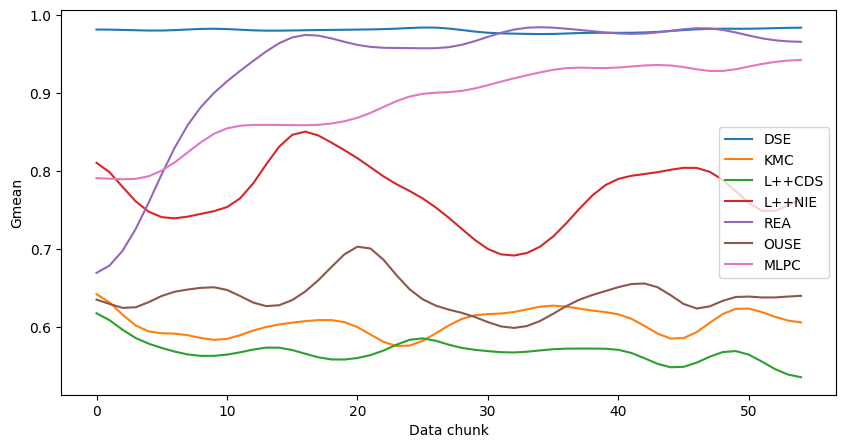 1.0
0.9
0.8
0.7
0.6
Gmean
0
10
20
30
40
50
Data chunk
DSE
KMC
L++CDS
L++NIE
REA
OUSE
MLPC